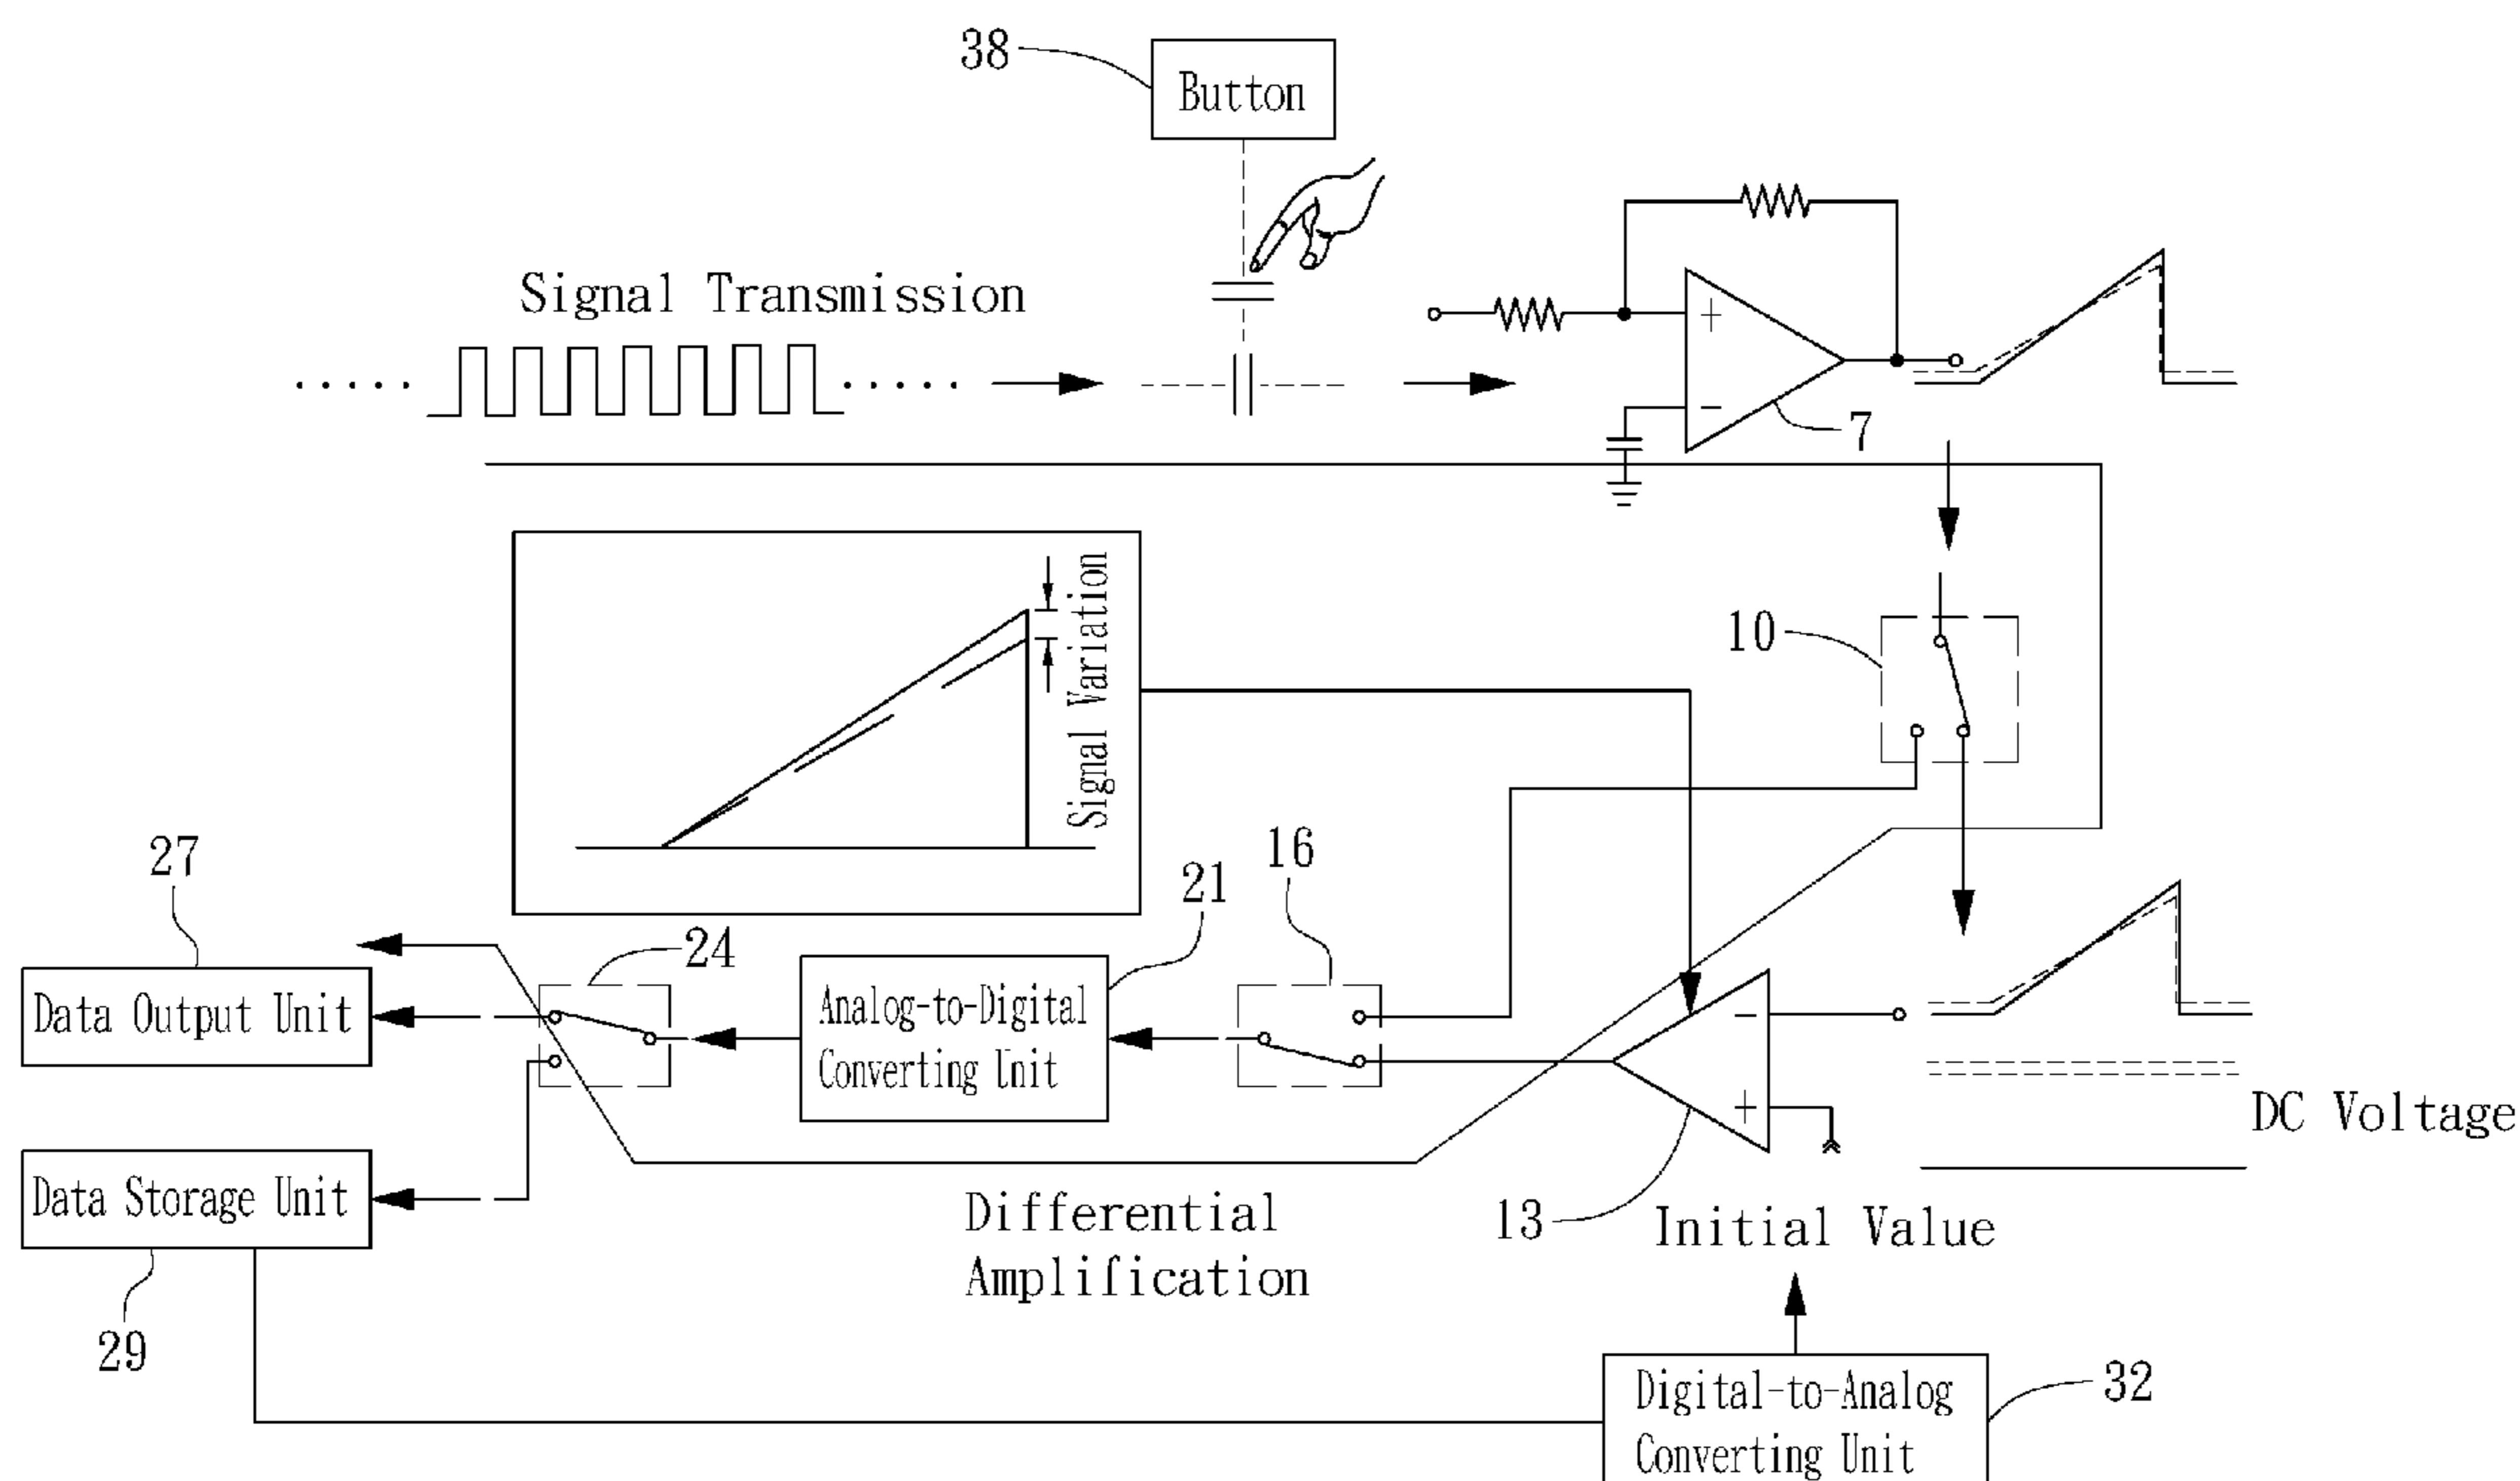 38
Button
Signal Transmission
+
−
7
Signal Variation
10
27
21
16
24
Data Output Unit
Analog-to-Digital
Converting Unit
−
+
DC Voltage
Data Storage Unit
Differential
Amplification
13
Initial Value
29
Digital-to-Analog
Converting Unit
32